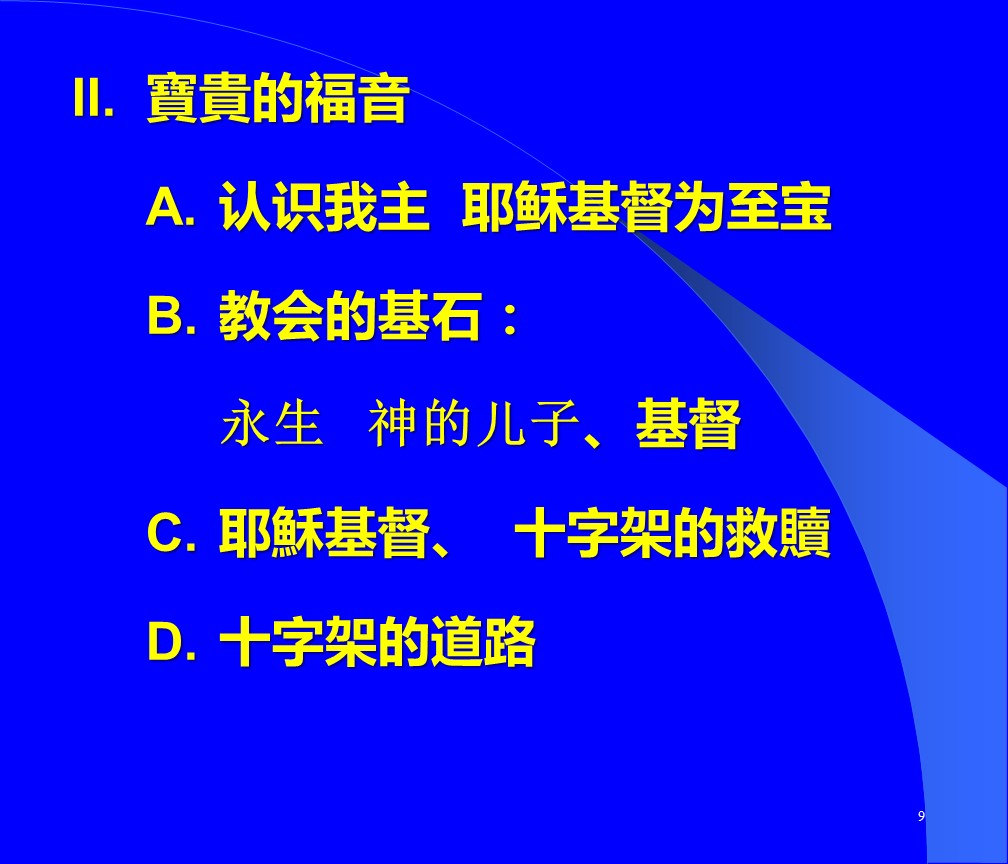 II. 寶貴的福音
A. 认识我主 耶稣基督为至宝
B. 教会的基石：
永生 神的儿子、基督
C. 耶穌基督、 十字架的救贖
D. 十字架的道路
9